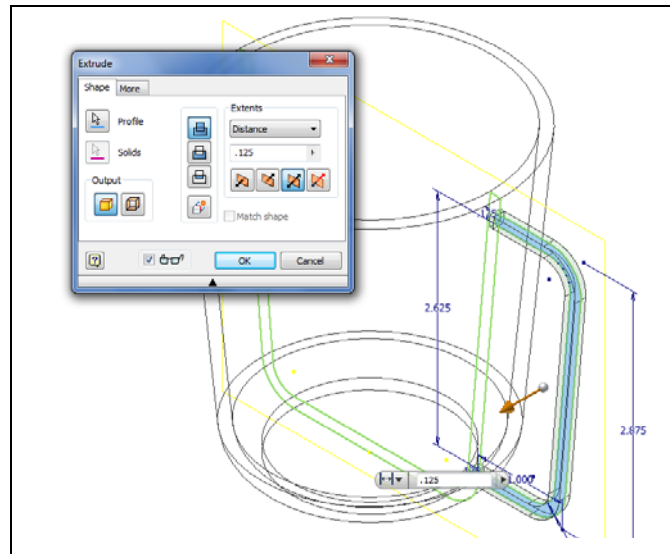 Extrude
Shape More
Profile
Solids
Output
Extents
Distance
.125
Match shape
OK Cancel
.125
2.625
2.875
.125
1.000